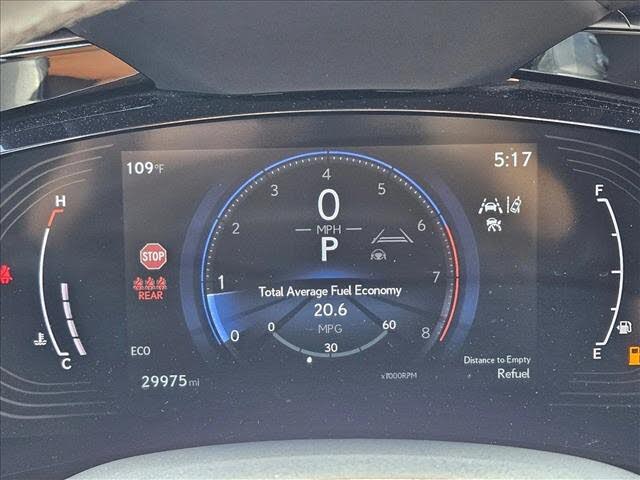 109°F
5:17
H
4
3
5
0
MPH
P
2
6
STOP
REAR
1
7
Total Average Fuel Economy
20.6
MPG
0
8
0
60
30
ECO
29975 mi
x1000RPM
Distance to Empty
Refuel
C
F
E